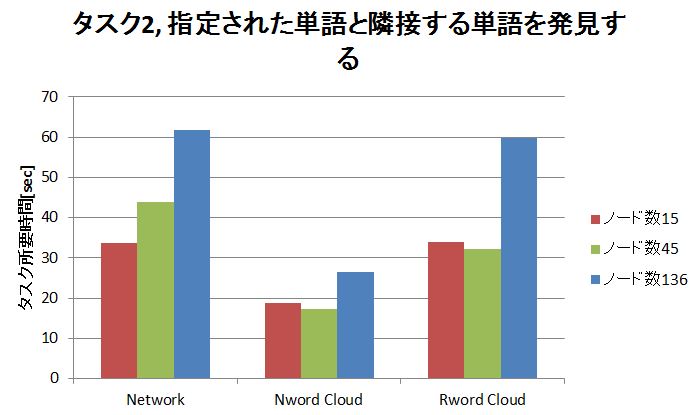 タスク2, 指定された単語と隣接する単語を発見す
る
70
60
50
40
30
20
10
0
タスク所要時間[sec]
Network
Nword Cloud
Rword Cloud
ノード数15
ノード数45
ノード数136